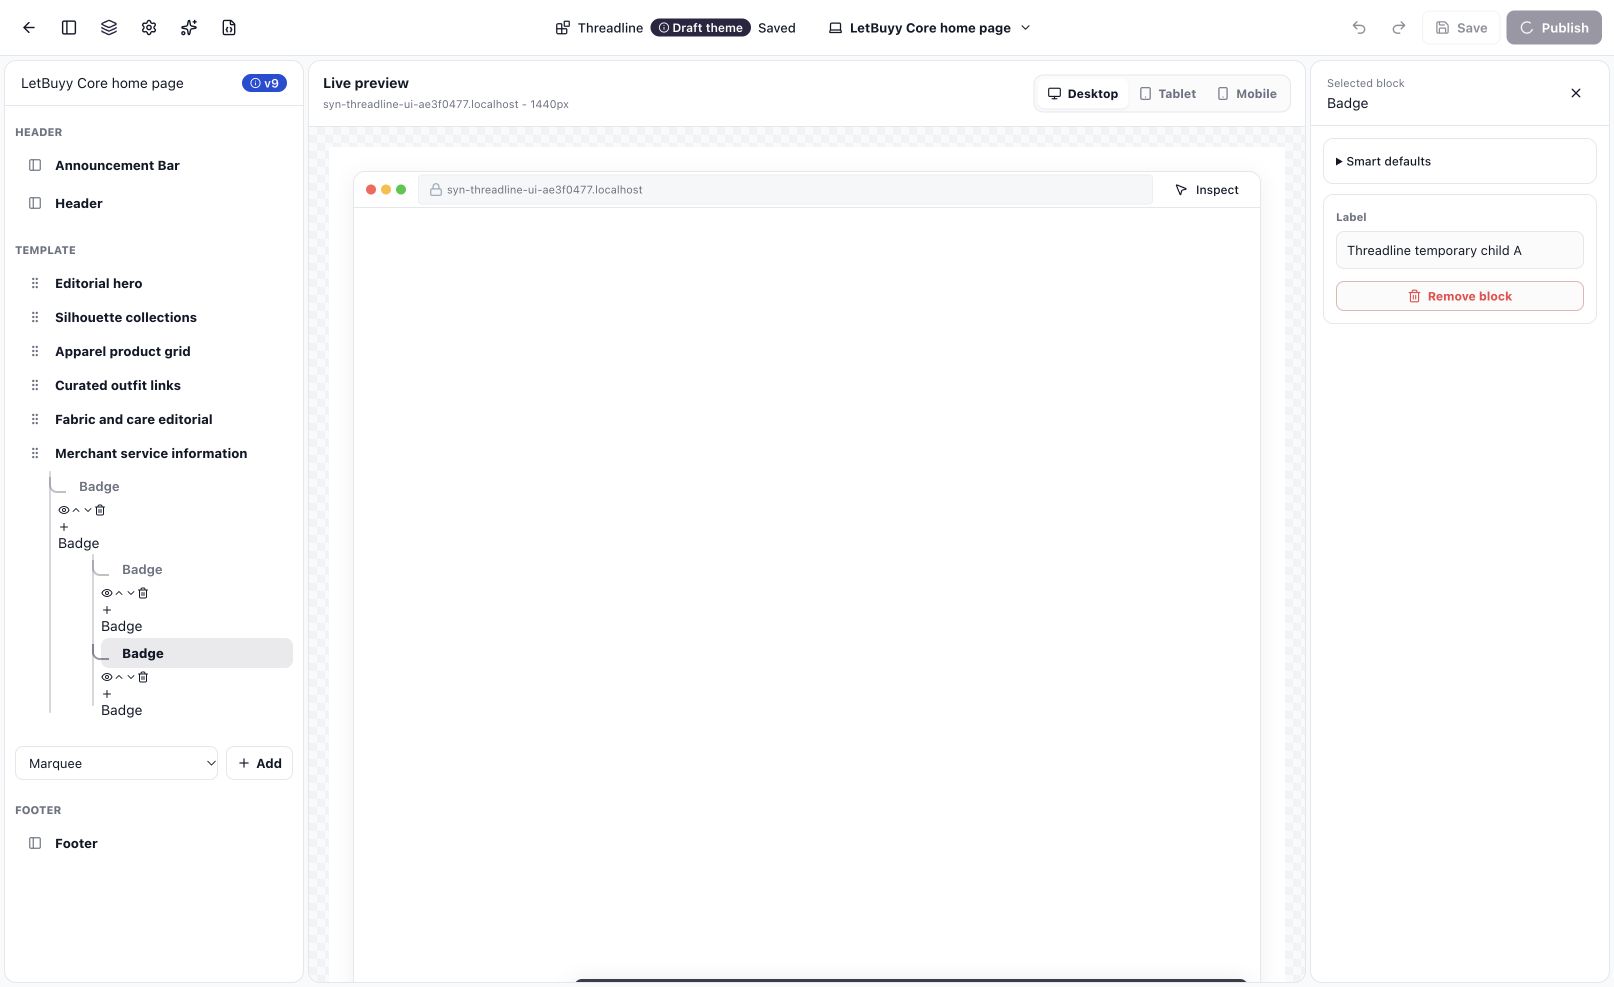 Threadline Draft theme Saved LetBuyy Core home page Save Publish
LetBuyy Core home page v9
HEADER
Announcement Bar
Header
TEMPLATE
Editorial hero
Silhouette collections
Apparel product grid
Curated outfit links
Fabric and care editorial
Merchant service information
Badge
Badge
Badge
Badge
Badge
Badge
Marquee Add
FOOTER
Footer
Live preview
syn-threadline-ui-ae3f0477.localhost - 1440px
Desktop Tablet Mobile
syn-threadline-ui-ae3f0477.localhost Inspect
Selected block
Badge
Smart defaults
Label
Threadline temporary child A
Remove block